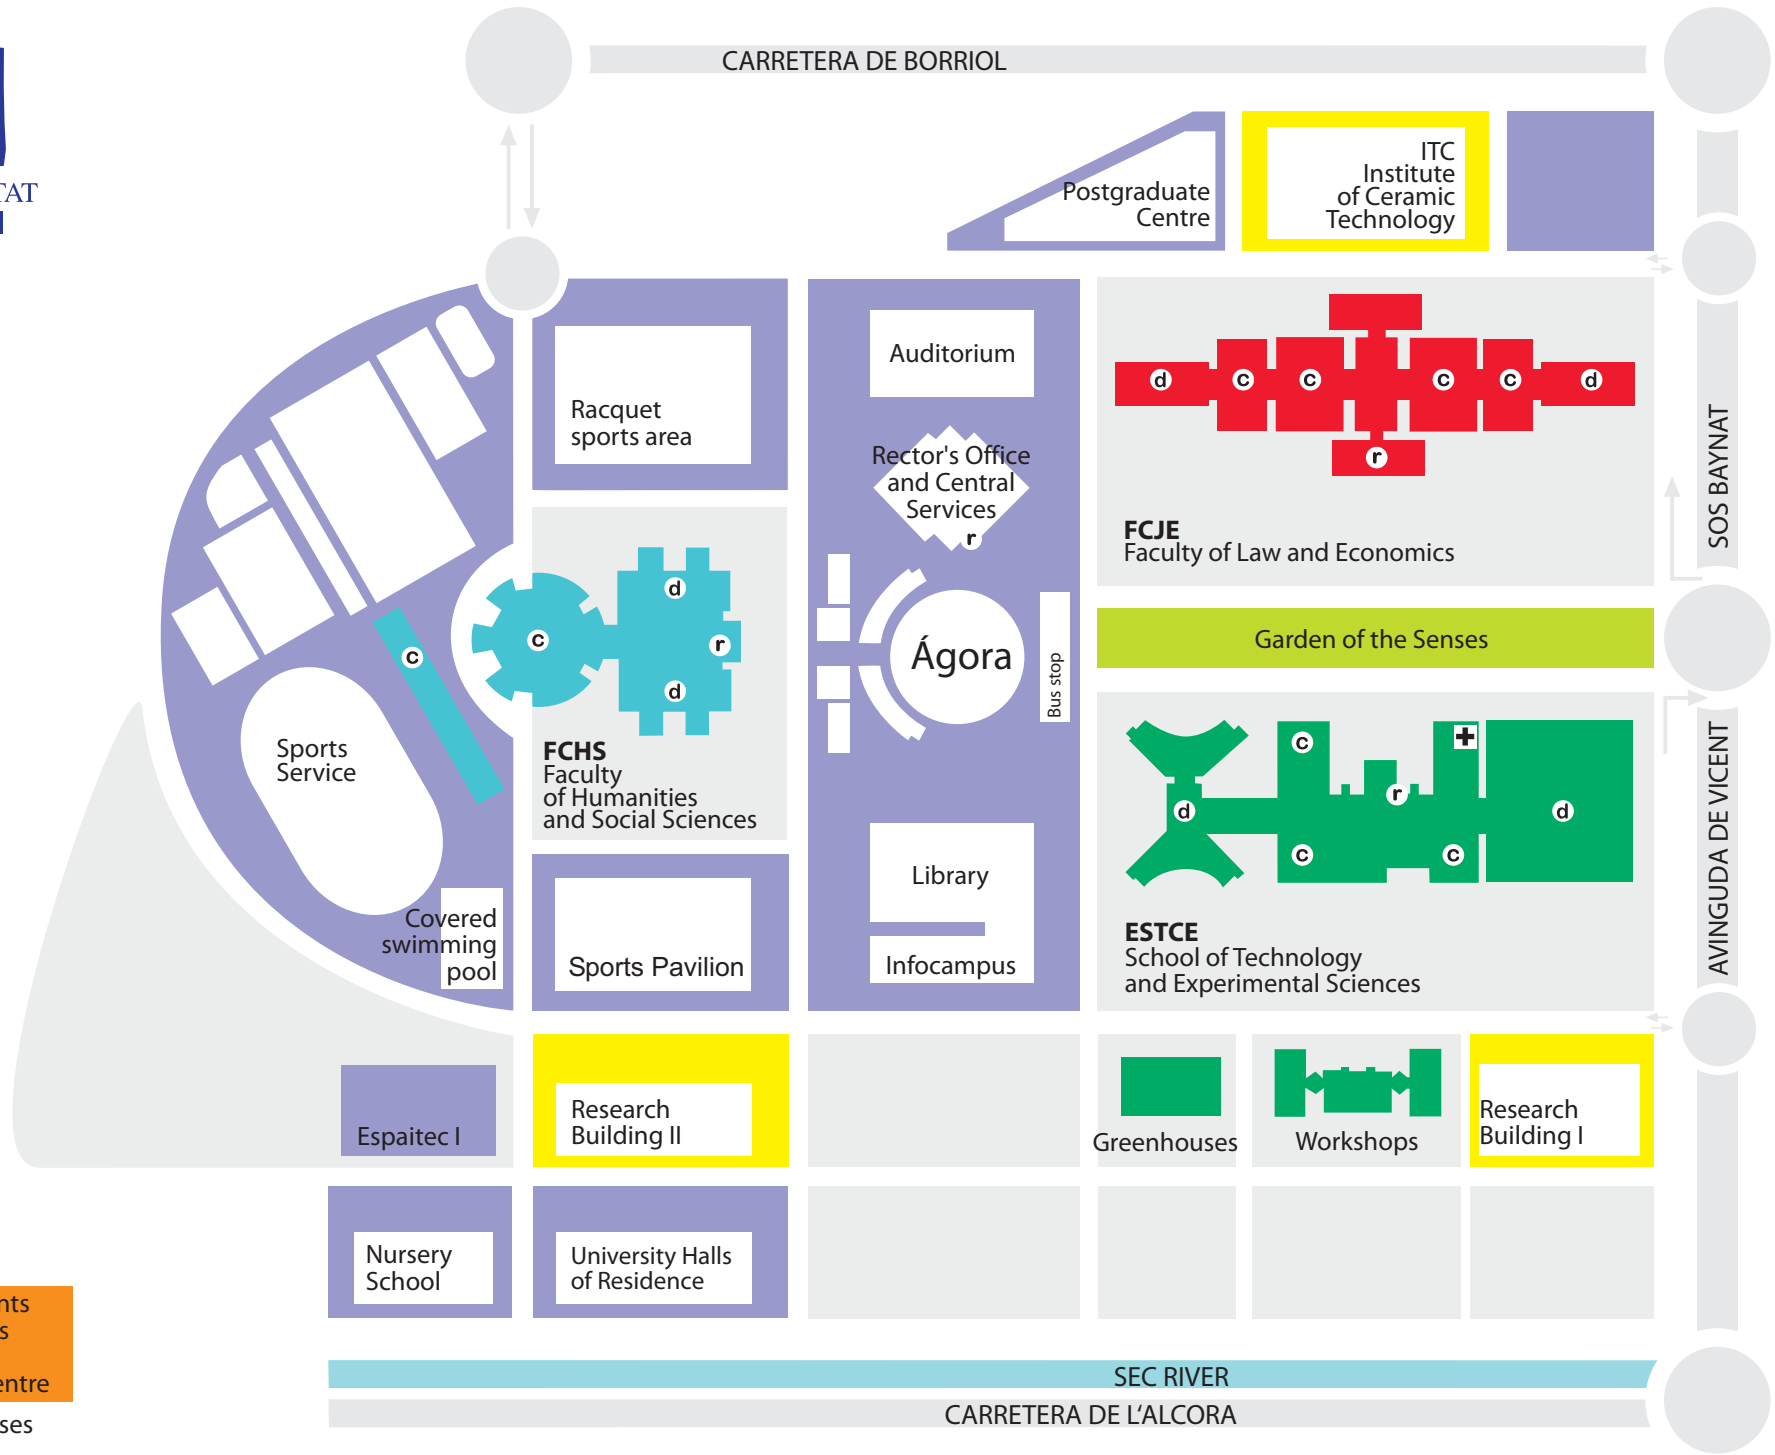 CARRETERA DE BORRIOL
Postgraduate
Centre
ITC
Institute
of Ceramic
Technology
Auditorium
Racquet
sports area
Rector's Office
and Central
Services
r
d
c
c
c
c
d
r
FCJE
Faculty of Law and Economics
SOS BAYNAT
Garden of the Senses
c
c
d
r
d
Ágora
Bus stop
FCHS
Faculty
of Humanities
and Social Sciences
Sports
Service
Covered
swimming
pool
Sports Pavilion
Library
Infocampus
c
r
d
d
c
c
ESTCE
School of Technology
and Experimental Sciences
AVINGUDA DE VICENT
Espaitec I
Research
Building II
Greenhouses
Workshops
Research
Building I
Nursery
School
University Halls
of Residence
SEC RIVER
CARRETERA DE L'ALCORA